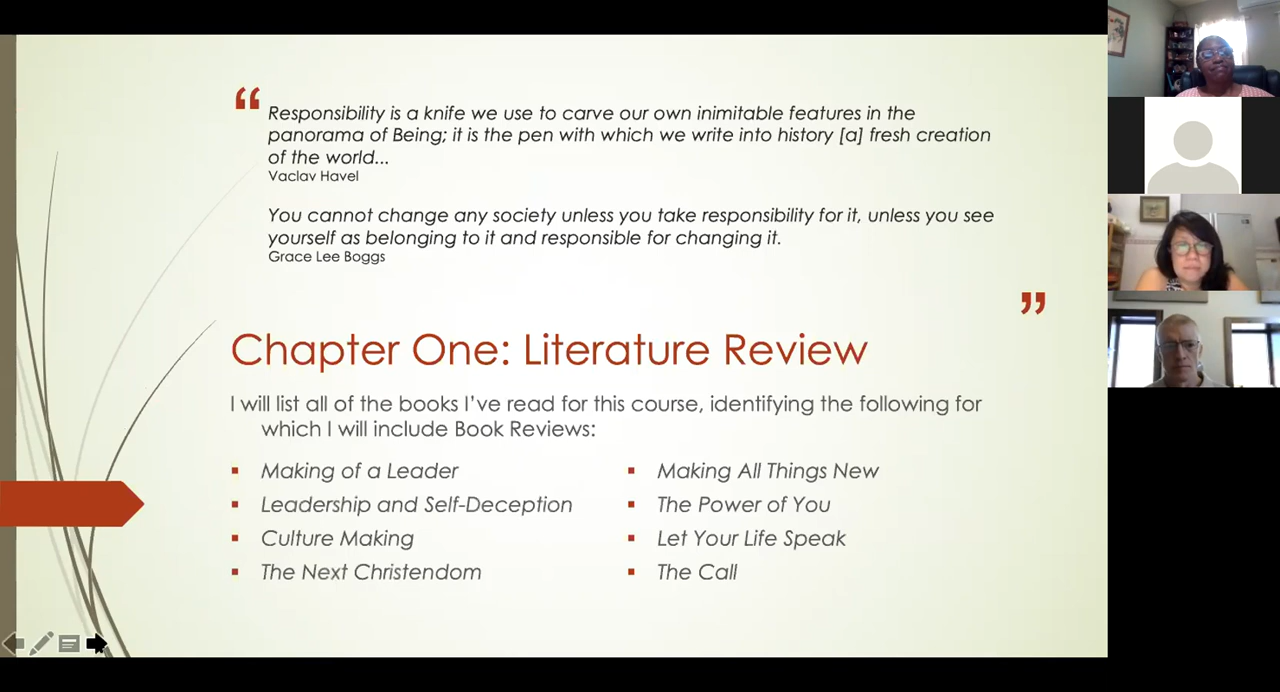 “
Responsibility is a knife we use to carve our own inimitable features in the
panorama of Being; it is the pen with which we write into history [a] fresh creation
of the world...
Vaclav Havel
You cannot change any society unless you take responsibility for it, unless you see
yourself as belonging to it and responsible for changing it.
Grace Lee Boggs
”
Chapter One: Literature Review
I will list all of the books I’ve read for this course, identifying the following for
which I will include Book Reviews:
▪ Making of a Leader
▪ Leadership and Self-Deception
▪ Culture Making
▪ The Next Christendom
▪ Making All Things New
▪ The Power of You
▪ Let Your Life Speak
▪ The Call